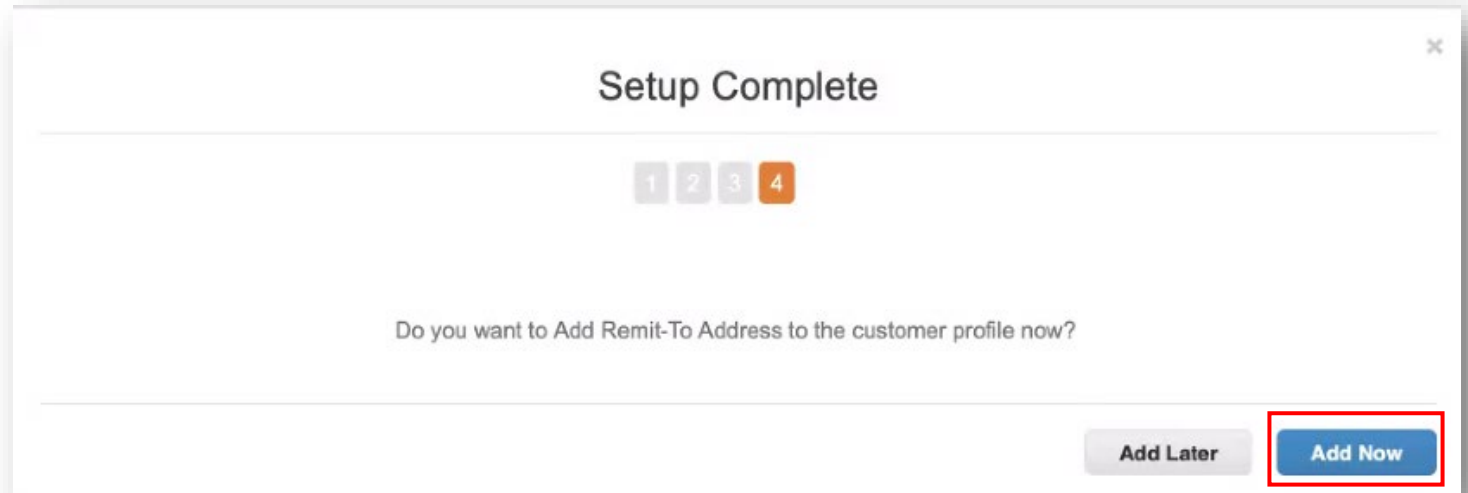 ×
Setup Complete
1 2 3 4
Do you want to Add Remit-To Address to the customer profile now?
Add Later Add Now